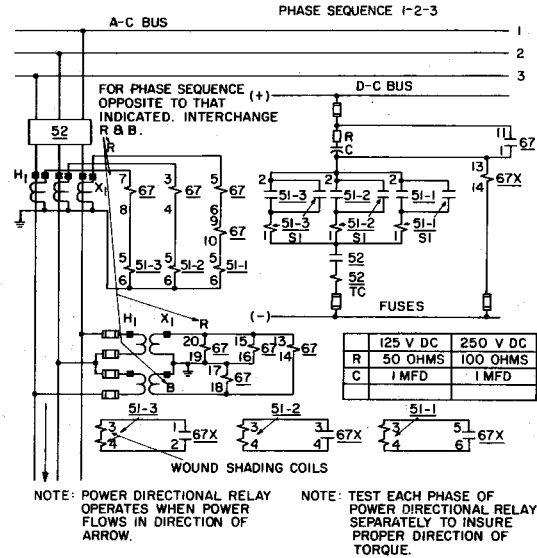 PHASE SEQUENCE 1-2-3
A-C BUS
1
2
3
FOR PHASE SEQUENCE
OPPOSITE TO THAT
INDICATED. INTERCHANGE
R & B.
(+)
D-C BUS
52
R
C
11
67
1
13
67X
14
H1
X1
R
7
67
8
3
67
4
5
67
6
9
67
10
5
51-3
6
5
51-2
6
5
51-1
6
2
51-3
1
51-3
S1
2
51-2
1
51-2
S1
2
51-1
1
51-1
S1
52
52
TC
(-)
FUSES
H1
X1
R
B
20
67
19
15
67
16
13
67
14
17
67
18
125 V DC 250 V DC
R 50 OHMS 100 OHMS
C 1 MFD 1 MFD
51-3
3
4
1
67X
2
51-2
3
4
3
67X
4
51-1
3
4
5
67X
6
WOUND SHADING COILS
NOTE: POWER DIRECTIONAL RELAY
OPERATES WHEN POWER
FLOWS IN DIRECTION OF
ARROW.
NOTE: TEST EACH PHASE OF
POWER DIRECTIONAL RELAY
SEPARATELY TO INSURE
PROPER DIRECTION OF
TORQUE.